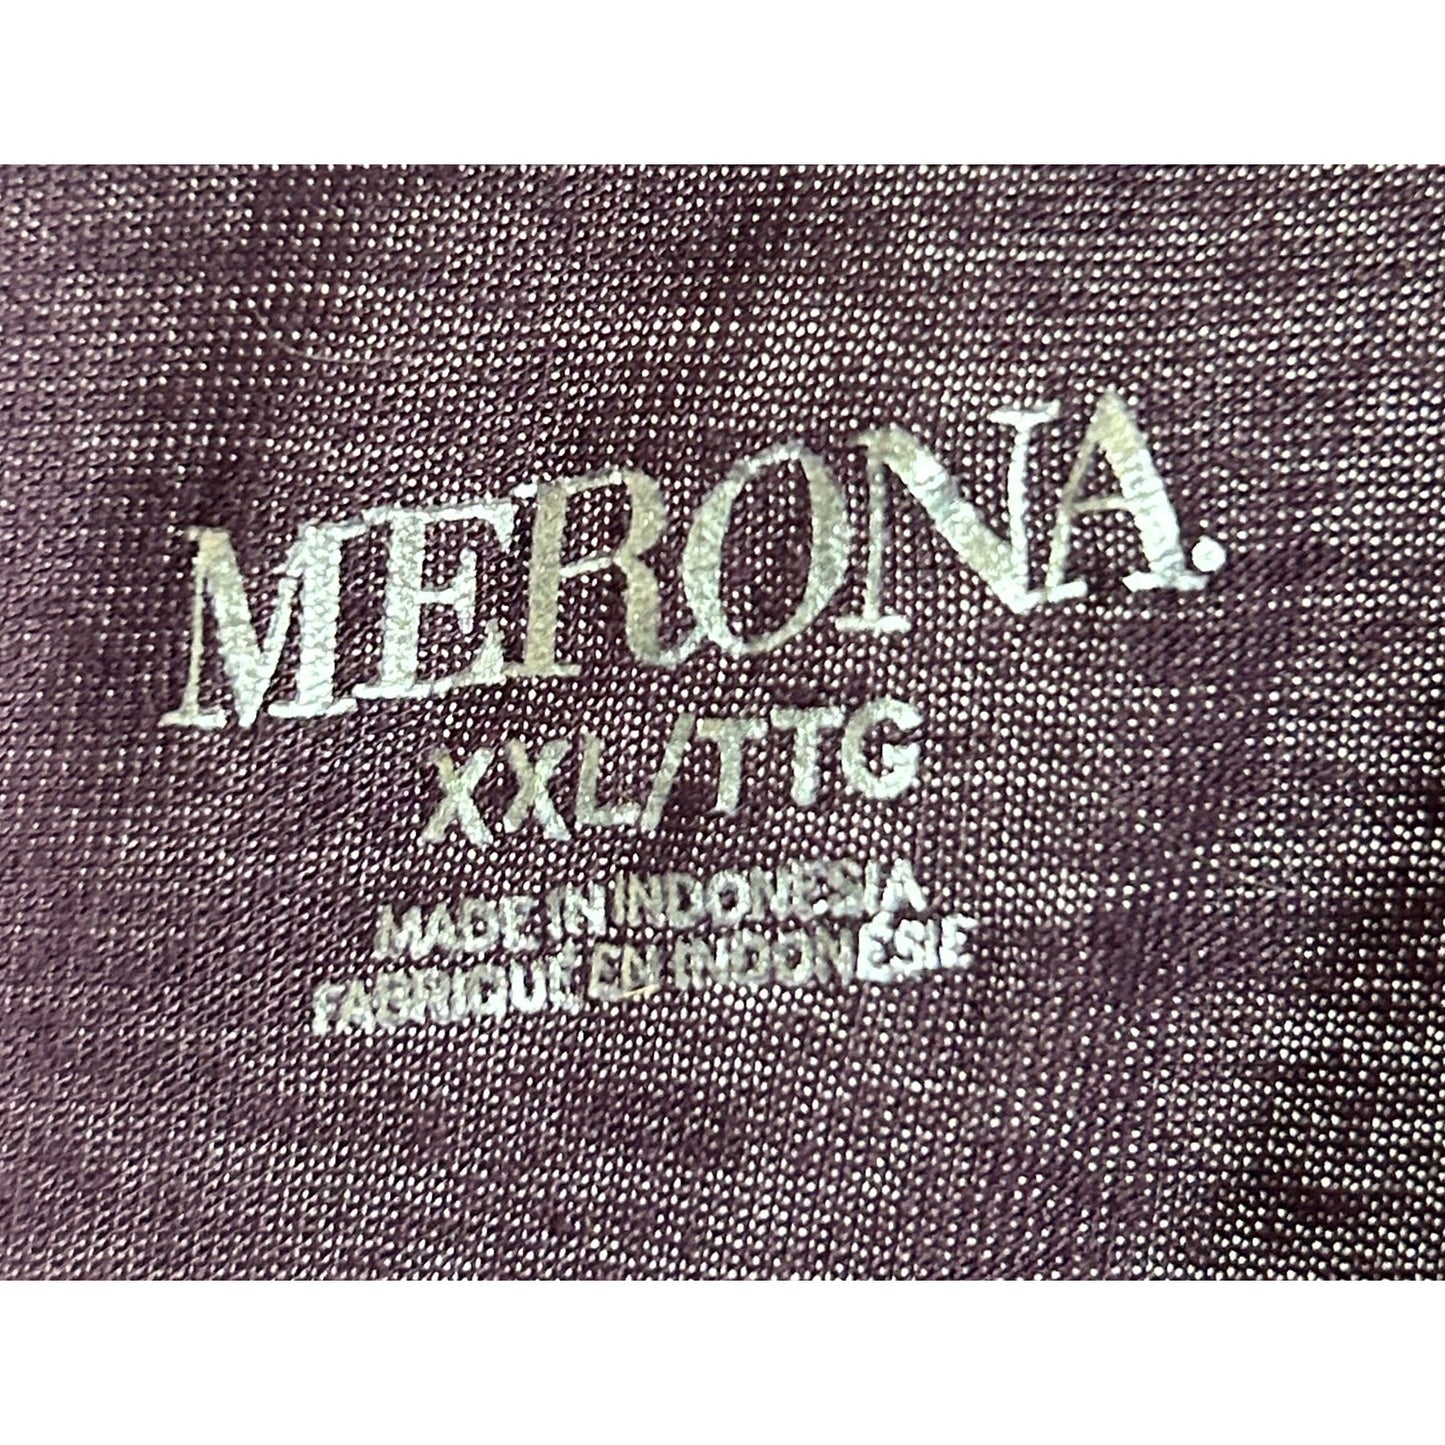 MERONA.
XXL/TTG
MADE IN INDONESIA
FABRIQUÉ EN INDONÉSIE